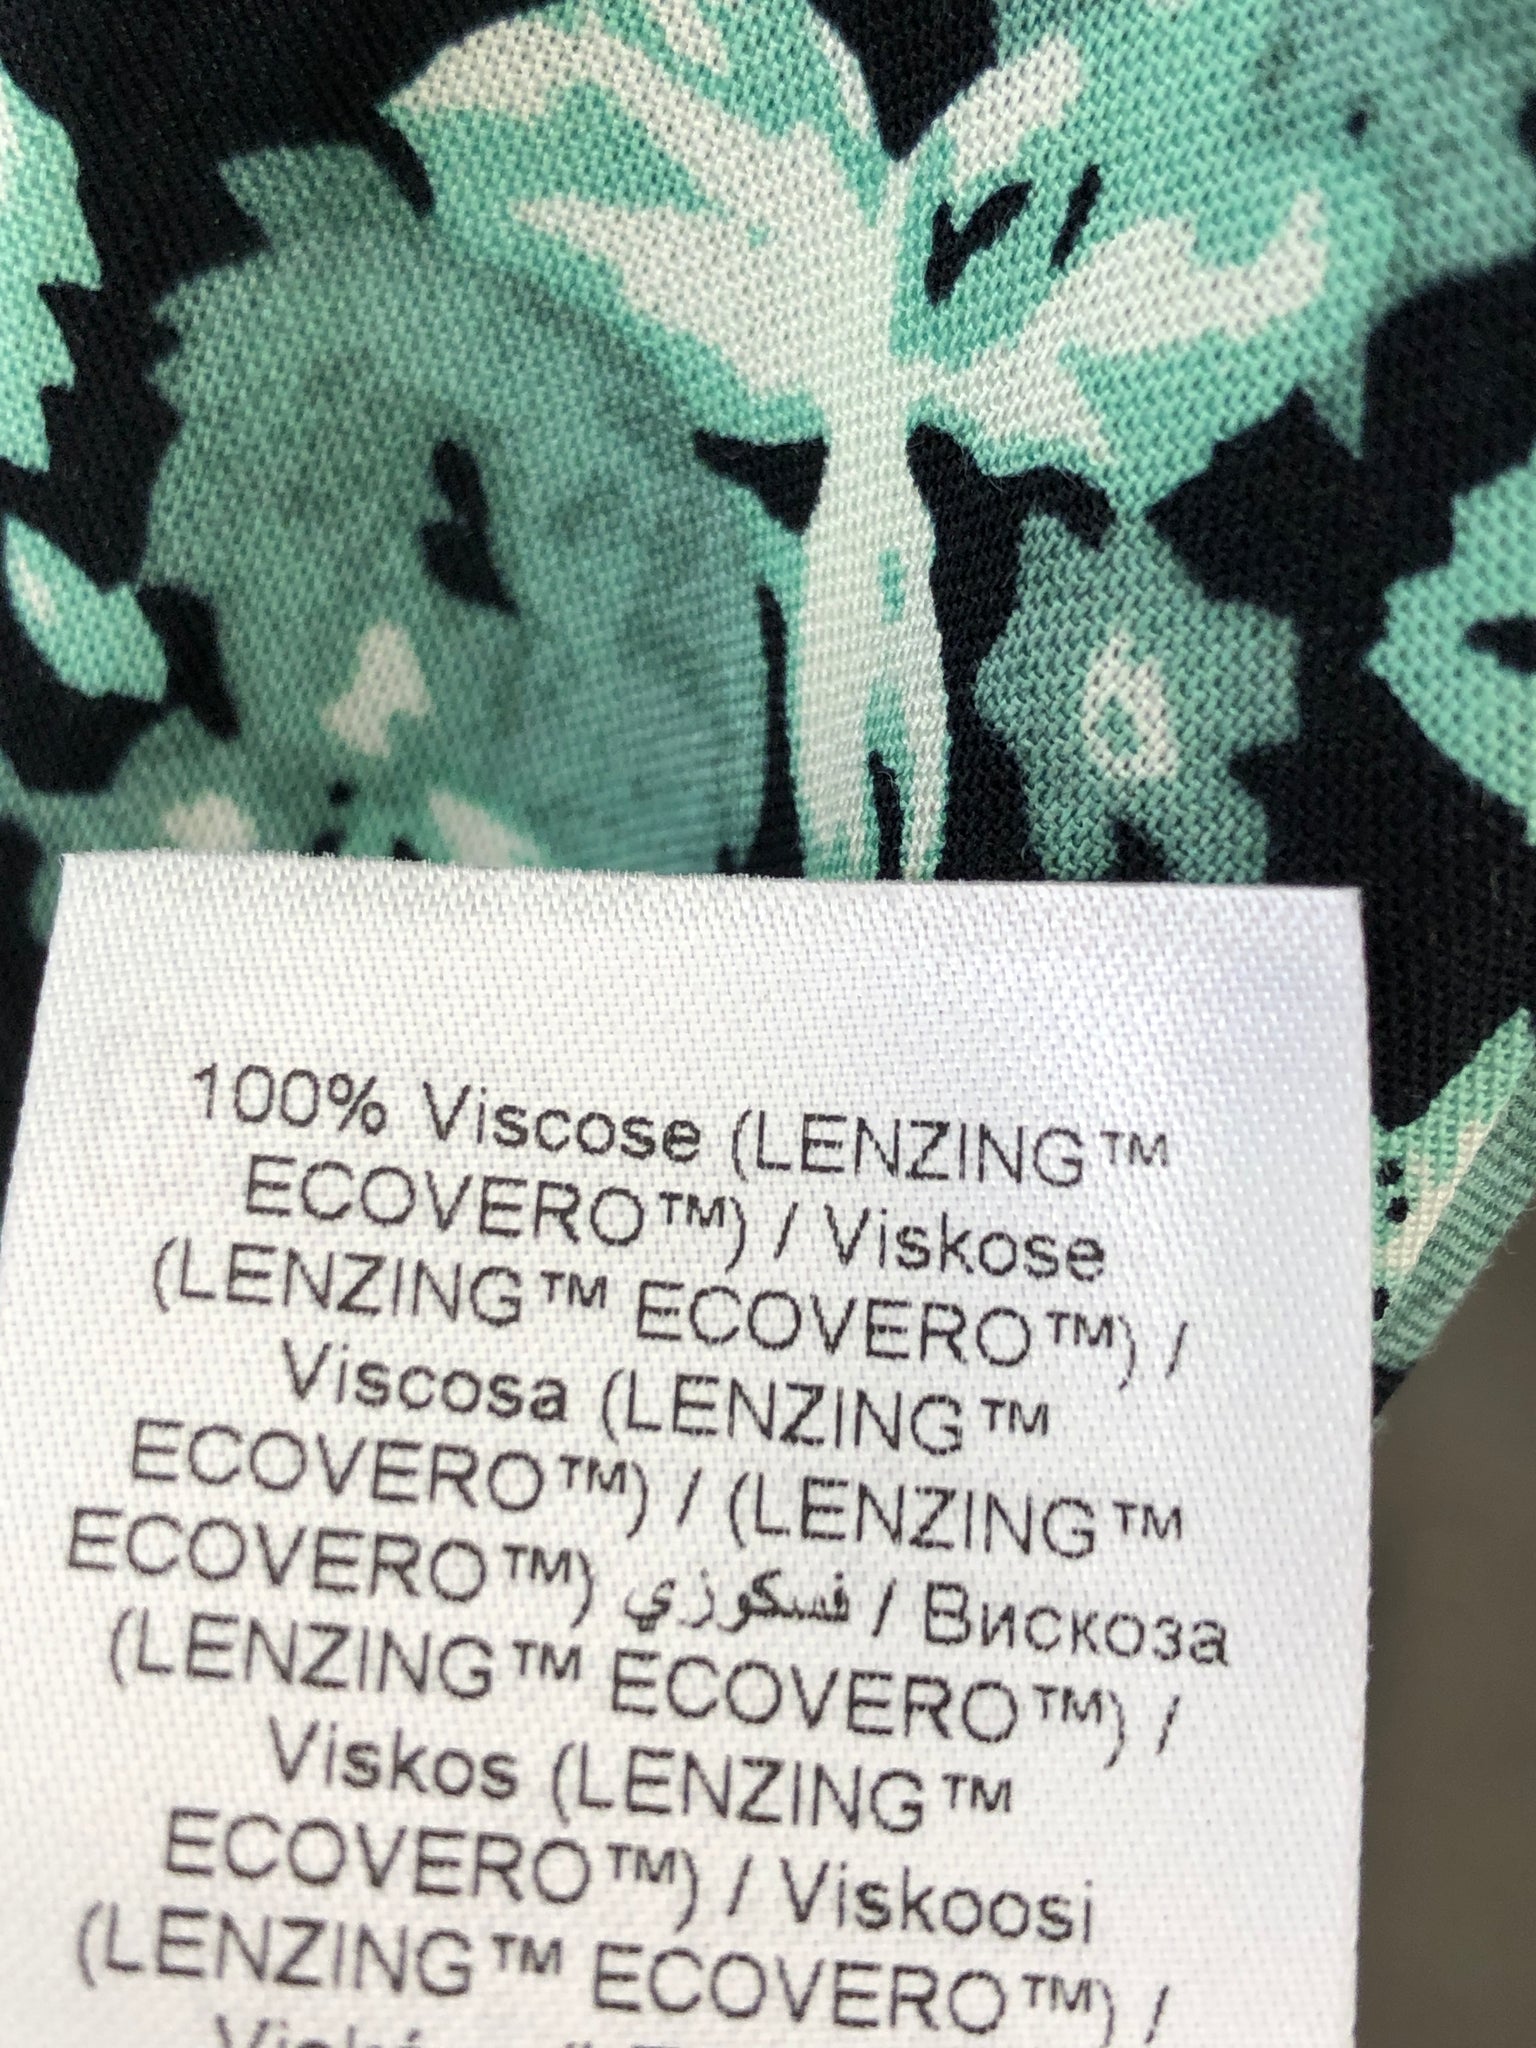 100% Viscose (LENZING™
ECOVERO™) / Viskose
(LENZING™ ECOVERO™) /
Viscosa (LENZING™
ECOVERO™) / (LENZING™
ECOVERO™) فسكوزي / Вискоза
(LENZING™ ECOVERO™) /
Viskos (LENZING™
ECOVERO™) / Viskoosi
(LENZING™ ECOVERO™) /